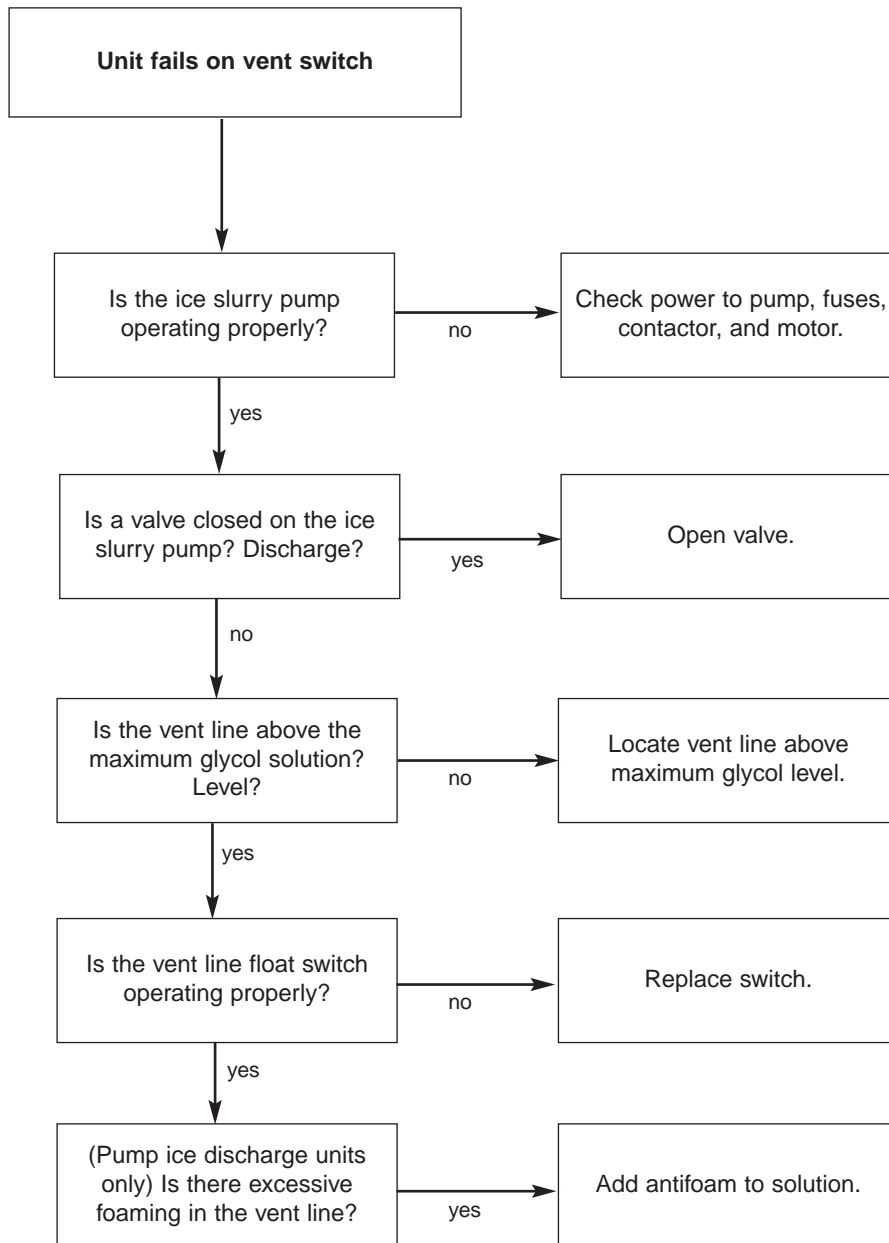 Unit fails on vent switch
Is the ice slurry pump
operating properly?
no
Check power to pump, fuses,
contactor, and motor.
yes
Is a valve closed on the ice
slurry pump? Discharge?
yes
Open valve.
no
Is the vent line above the
maximum glycol solution?
Level?
no
Locate vent line above
maximum glycol level.
yes
Is the vent line float switch
operating properly?
no
Replace switch.
yes
(Pump ice discharge units
only) Is there excessive
foaming in the vent line?
yes
Add antifoam to solution.